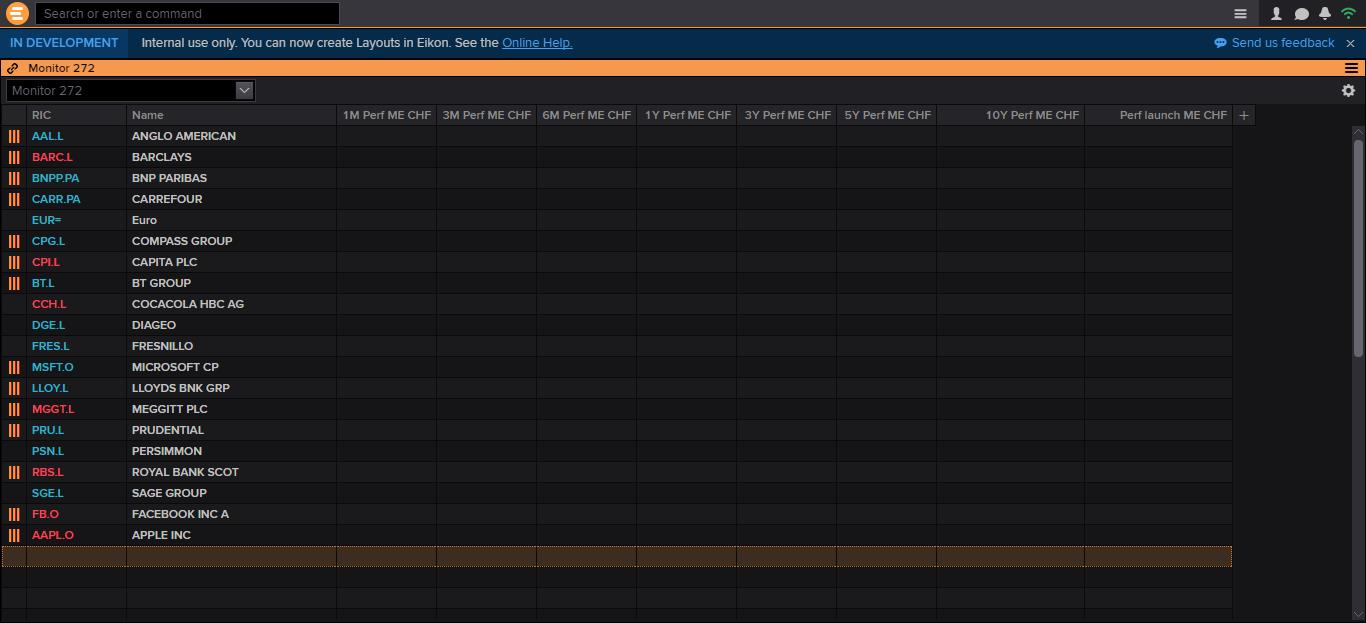 Search or enter a command
IN DEVELOPMENT Internal use only. You can now create Layouts in Eikon. See the Online Help. Send us feedback
Monitor 272
Monitor 272
RIC Name 1M Perf ME CHF 3M Perf ME CHF 6M Perf ME CHF 1Y Perf ME CHF 3Y Perf ME CHF 5Y Perf ME CHF 10Y Perf ME CHF Perf launch ME CHF +
AAL.L ANGLO AMERICAN
BARC.L BARCLAYS
BNPP.PA BNP PARIBAS
CARR.PA CARREFOUR
EUR= Euro
CPG.L COMPASS GROUP
CPI.L CAPITA PLC
BT.L BT GROUP
CCH.L COCACOLA HBC AG
DGE.L DIAGEO
FRES.L FRESNILLO
MSFT.O MICROSOFT CP
LLOY.L LLOYDS BNK GRP
MGGT.L MEGGITT PLC
PRU.L PRUDENTIAL
PSN.L PERSIMMON
RBS.L ROYAL BANK SCOT
SGE.L SAGE GROUP
FB.O FACEBOOK INC A
AAPL.O APPLE INC